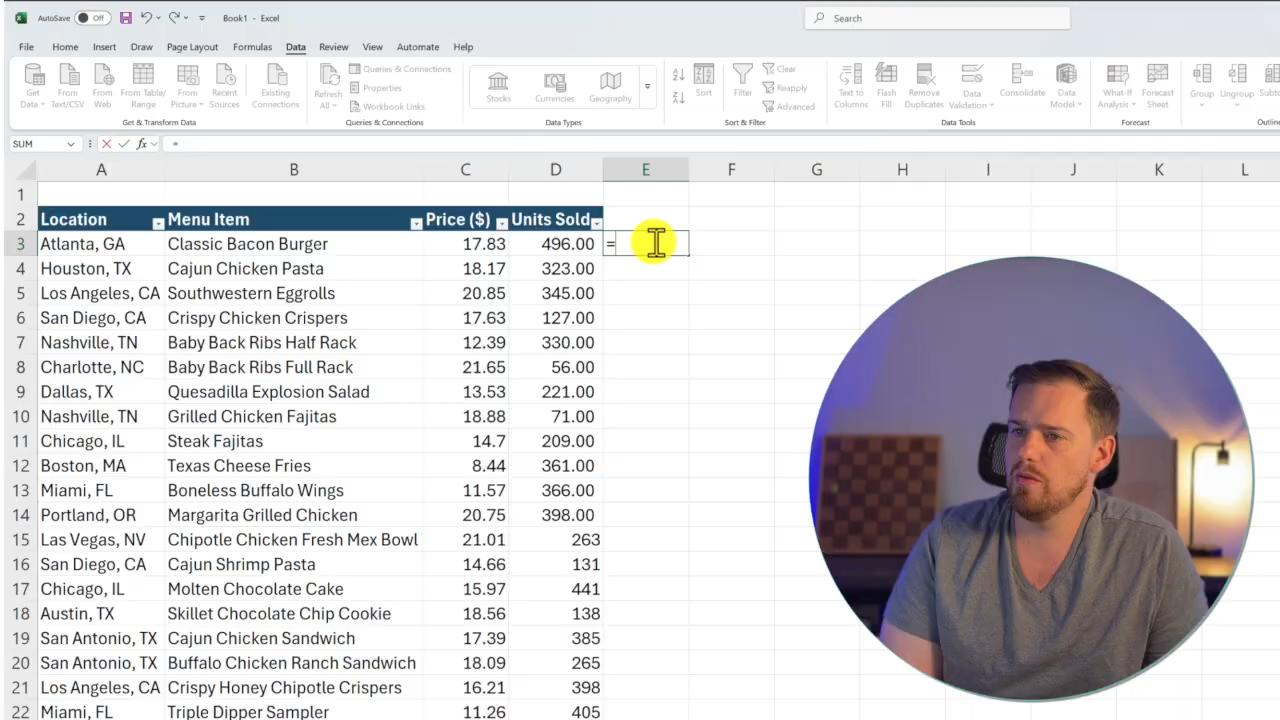 AutoSave Off Book1 - Excel Search
File Home Insert Draw Page Layout Formulas Data Review View Automate Help
Get Data From Text/CSV From Web From Table/ Range From Picture Recent Sources Existing Connections
Get & Transform Data
Refresh All Queries & Connections Properties Workbook Links
Queries & Connections
Stocks Currencies Geography
Data Types
Sort Filter Clear Reapply Advanced
Sort & Filter
Text to Columns Flash Fill Remove Duplicates Data Validation Consolidate Data Model
Data Tools
What-If Analysis Forecast Sheet
Forecast
Group Ungroup Subto
Outline
SUM fx =
A B C D E F G H I J K L
1
2 Location Menu Item Price ($) Units Sold
3 Atlanta, GA Classic Bacon Burger 17.83 496.00 =
4 Houston, TX Cajun Chicken Pasta 18.17 323.00
5 Los Angeles, CA Southwestern Eggrolls 20.85 345.00
6 San Diego, CA Crispy Chicken Crispers 17.63 127.00
7 Nashville, TN Baby Back Ribs Half Rack 12.39 330.00
8 Charlotte, NC Baby Back Ribs Full Rack 21.65 56.00
9 Dallas, TX Quesadilla Explosion Salad 13.53 221.00
10 Nashville, TN Grilled Chicken Fajitas 18.88 71.00
11 Chicago, IL Steak Fajitas 14.7 209.00
12 Boston, MA Texas Cheese Fries 8.44 361.00
13 Miami, FL Boneless Buffalo Wings 11.57 366.00
14 Portland, OR Margarita Grilled Chicken 20.75 398.00
15 Las Vegas, NV Chipotle Chicken Fresh Mex Bowl 21.01 263
16 San Diego, CA Cajun Shrimp Pasta 14.66 131
17 Chicago, IL Molten Chocolate Cake 15.97 441
18 Austin, TX Skillet Chocolate Chip Cookie 18.56 138
19 San Antonio, TX Cajun Chicken Sandwich 17.39 385
20 San Antonio, TX Buffalo Chicken Ranch Sandwich 18.09 265
21 Los Angeles, CA Crispy Honey Chipotle Crispers 16.21 398
22 Miami, FL Triple Dipper Sampler 11.26 405